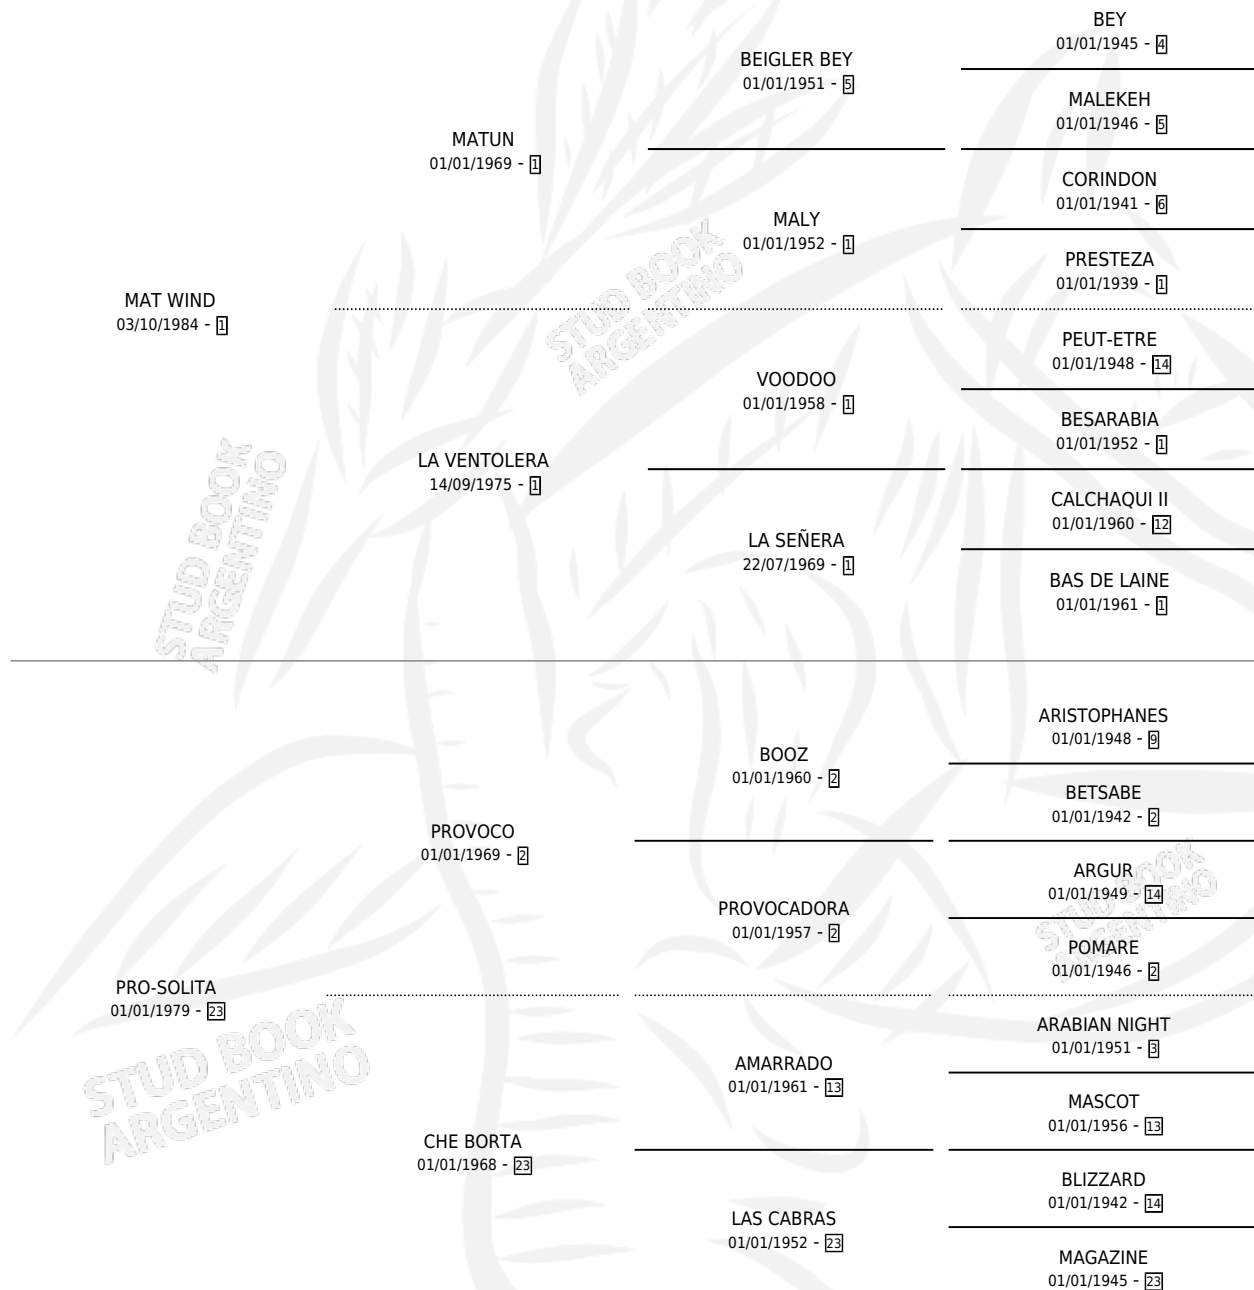 BEY
01/01/1945 - 4
BEIGLER BEY
01/01/1951 - 5
MALEKEH
01/01/1946 - 5
MATUN
01/01/1969 - 1
CORINDON
01/01/1941 - 6
MALY
01/01/1952 - 1
PRESTEZA
01/01/1939 - 1
MAT WIND
03/10/1984 - 1
PEUT-ETRE
01/01/1948 - 14
VOODOO
01/01/1958 - 1
BESARABIA
01/01/1952 - 1
LA VENTOLERA
14/09/1975 - 1
CALCHAQUI II
01/01/1960 - 12
LA SEÑERA
22/07/1969 - 1
BAS DE LAINE
01/01/1961 - 1
ARISTOPHANES
01/01/1948 - 9
BOOZ
01/01/1960 - 2
BETSABE
01/01/1942 - 2
PROVOCO
01/01/1969 - 2
ARGUR
01/01/1949 - 14
PROVOCADORA
01/01/1957 - 2
POMARE
01/01/1946 - 2
PRO-SOLITA
01/01/1979 - 23
ARABIAN NIGHT
01/01/1951 - 3
AMARRADO
01/01/1961 - 13
MASCOT
01/01/1956 - 13
CHE BORTA
01/01/1968 - 23
BLIZZARD
01/01/1942 - 14
LAS CABRAS
01/01/1952 - 23
MAGAZINE
01/01/1945 - 23
STUD BOOK
ARGENTINO
STUD BOOK
ARGENTINO
STUD BOOK
ARGENTINO
STUD BOOK
ARGENTINO